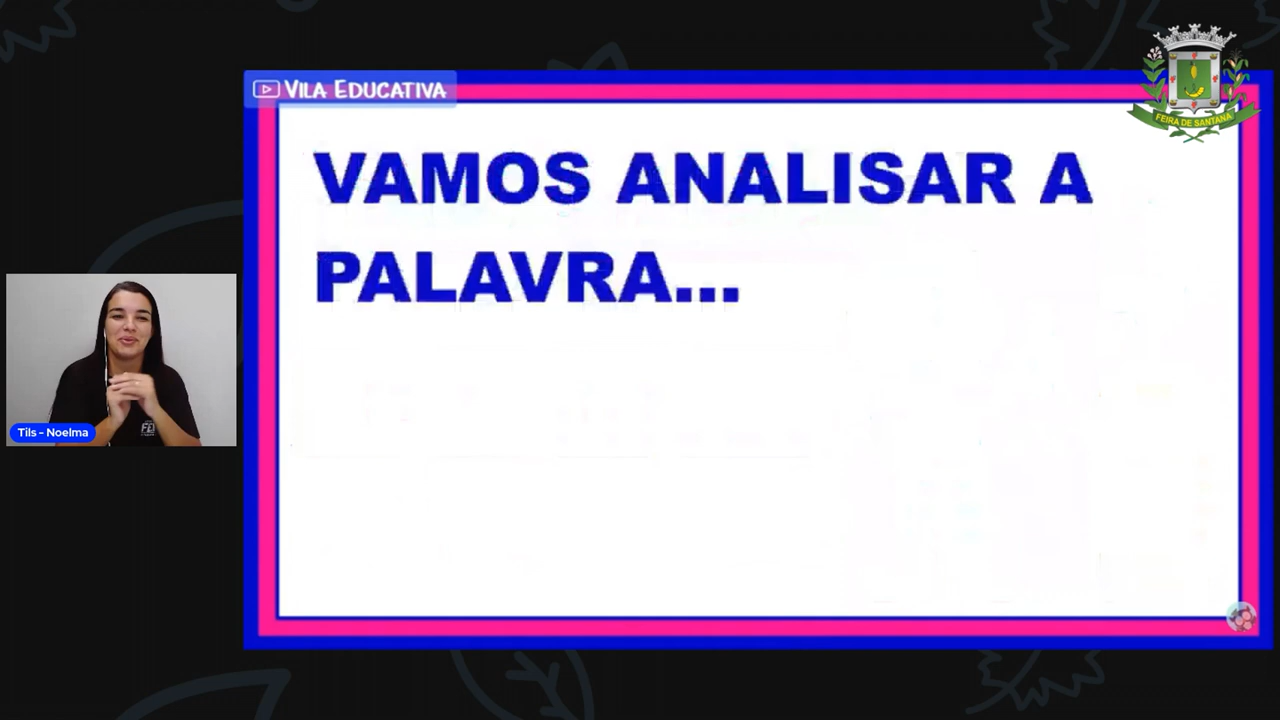 VILA EDUCATIVA
FEIRA DE SANTANA
VAMOS ANALISAR A
PALAVRA...
Tils - Noelma